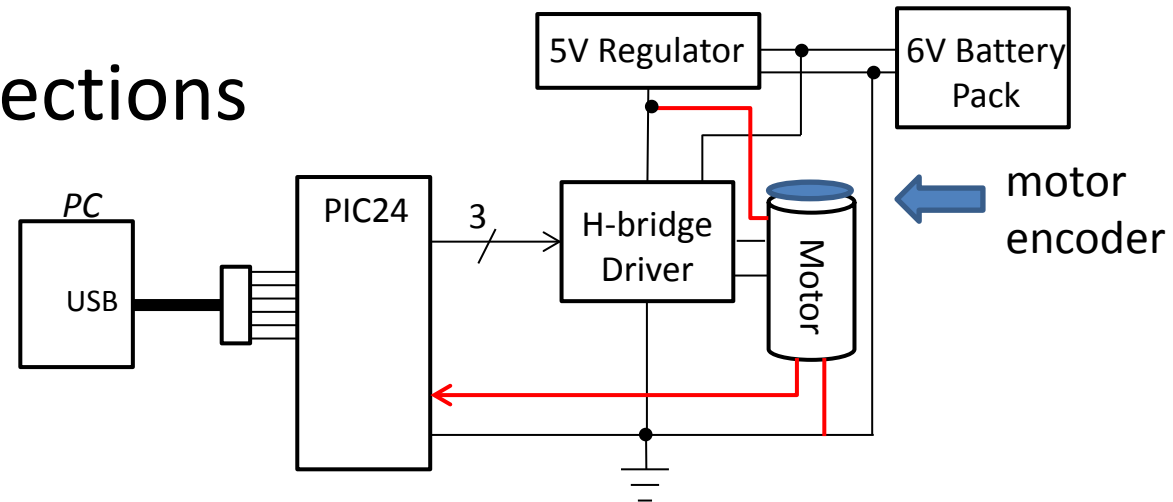 ections
5V Regulator
6V Battery
Pack
PC
USB
PIC24
3
H-bridge
Driver
Motor
motor
encoder